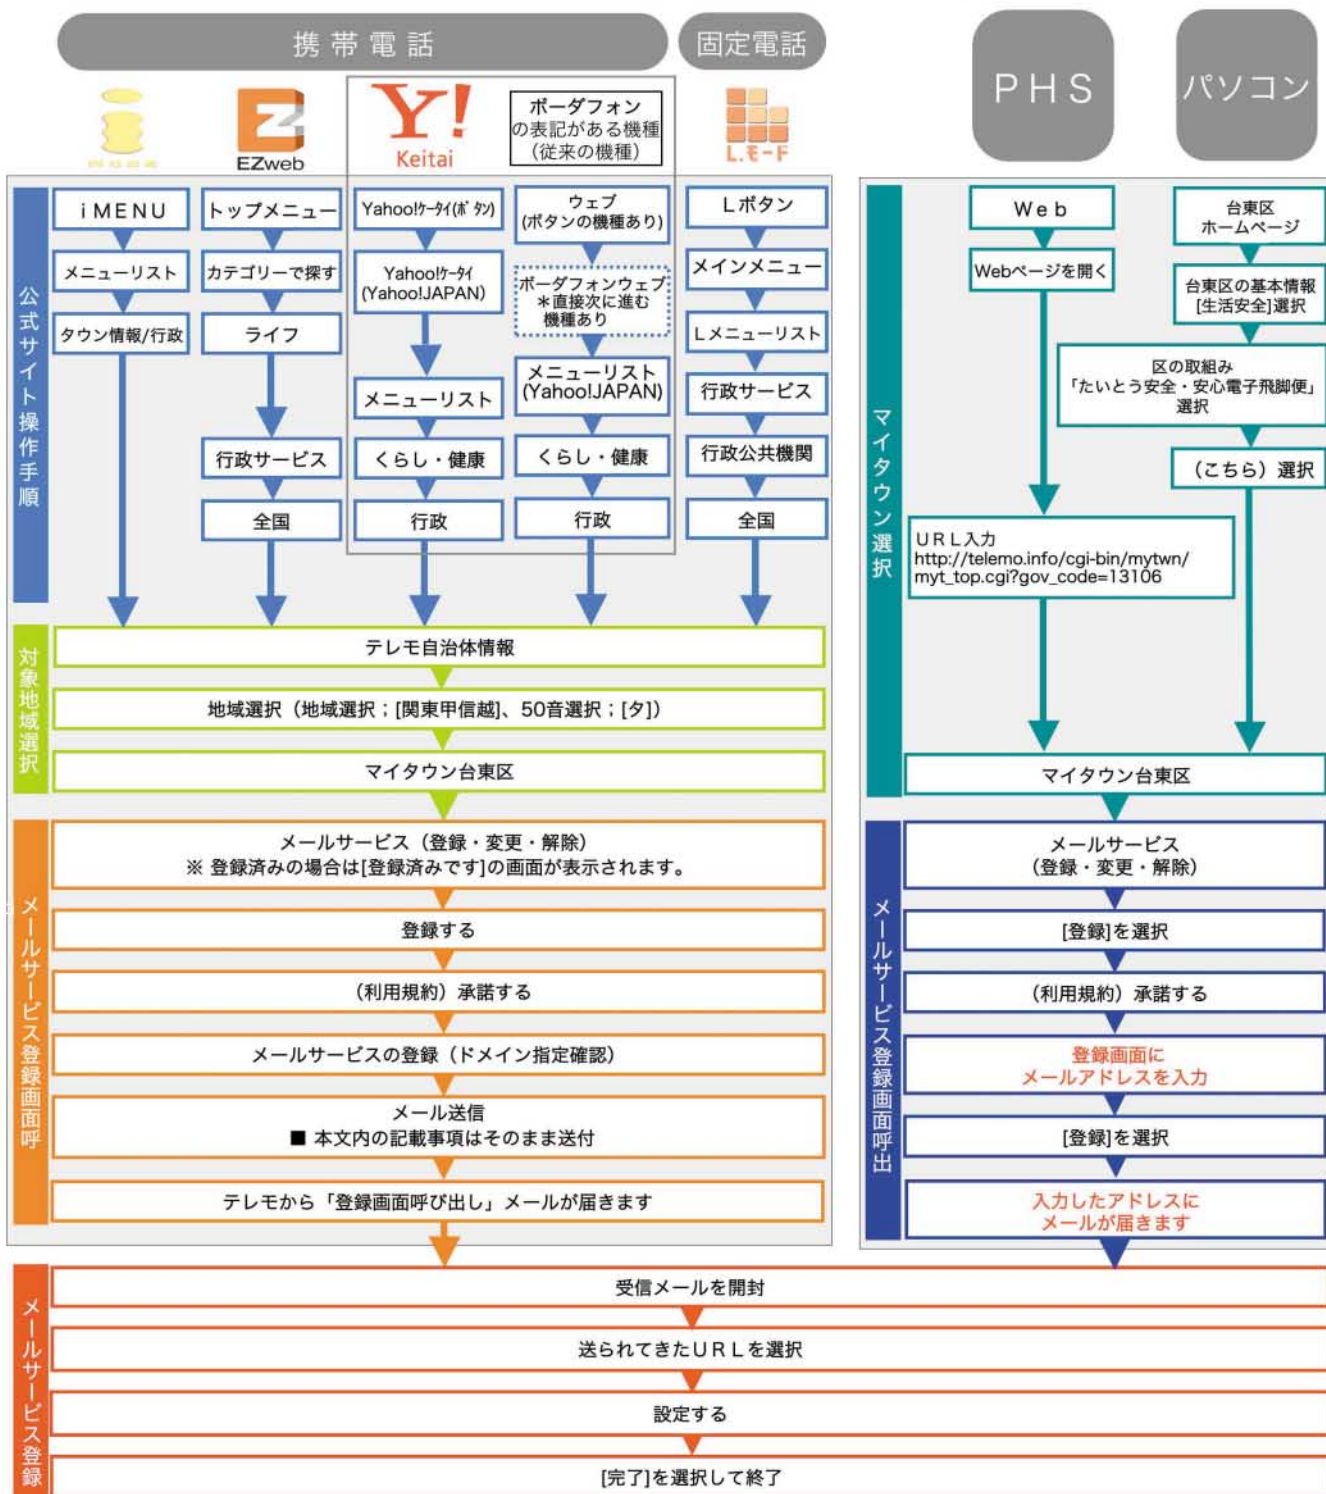 携帯電話
固定電話
PHS
パソコン
EZweb
Y!
Keitai
ボーダフォン
の表記がある機種
（従来の機種）
L.モード
公式サイト操作手順
iMENU
メニューリスト
タウン情報/行政
トップメニュー
カテゴリーで探す
ライフ
行政サービス
全国
Yahoo!ケータイ(ボタン)
Yahoo!ケータイ
(Yahoo!JAPAN)
メニューリスト
くらし・健康
行政
ウェブ
(ボタンの機種あり)
ボーダフォンウェブ
＊直接次に進む
機種あり
メニューリスト
(Yahoo!JAPAN)
くらし・健康
行政
Lボタン
メインメニュー
Lメニューリスト
行政サービス
行政公共機関
全国
対象地域選択
テレモ自治体情報
地域選択（地域選択；[関東甲信越]、50音選択；[タ]）
マイタウン台東区
メールサービス登録画面呼
メールサービス（登録・変更・解除）
※ 登録済みの場合は[登録済みです]の画面が表示されます。
登録する
（利用規約）承諾する
メールサービスの登録（ドメイン指定確認）
メール送信
■ 本文内の記載事項はそのまま送付
テレモから「登録画面呼び出し」メールが届きます
マイタウン選択
Web
Webページを開く
URL入力
http://telemo.info/cgi-bin/mytwn/
myt_top.cgi?gov_code=13106
台東区
ホームページ
台東区の基本情報
[生活安全]選択
区の取組み
「たいとう安全・安心電子飛脚便」
選択
（こちら）選択
マイタウン台東区
メールサービス登録画面呼出
メールサービス
（登録・変更・解除）
[登録]を選択
（利用規約）承諾する
登録画面に
メールアドレスを入力
[登録]を選択
入力したアドレスに
メールが届きます
メールサービス登録
受信メールを開封
送られてきたURLを選択
設定する
[完了]を選択して終了